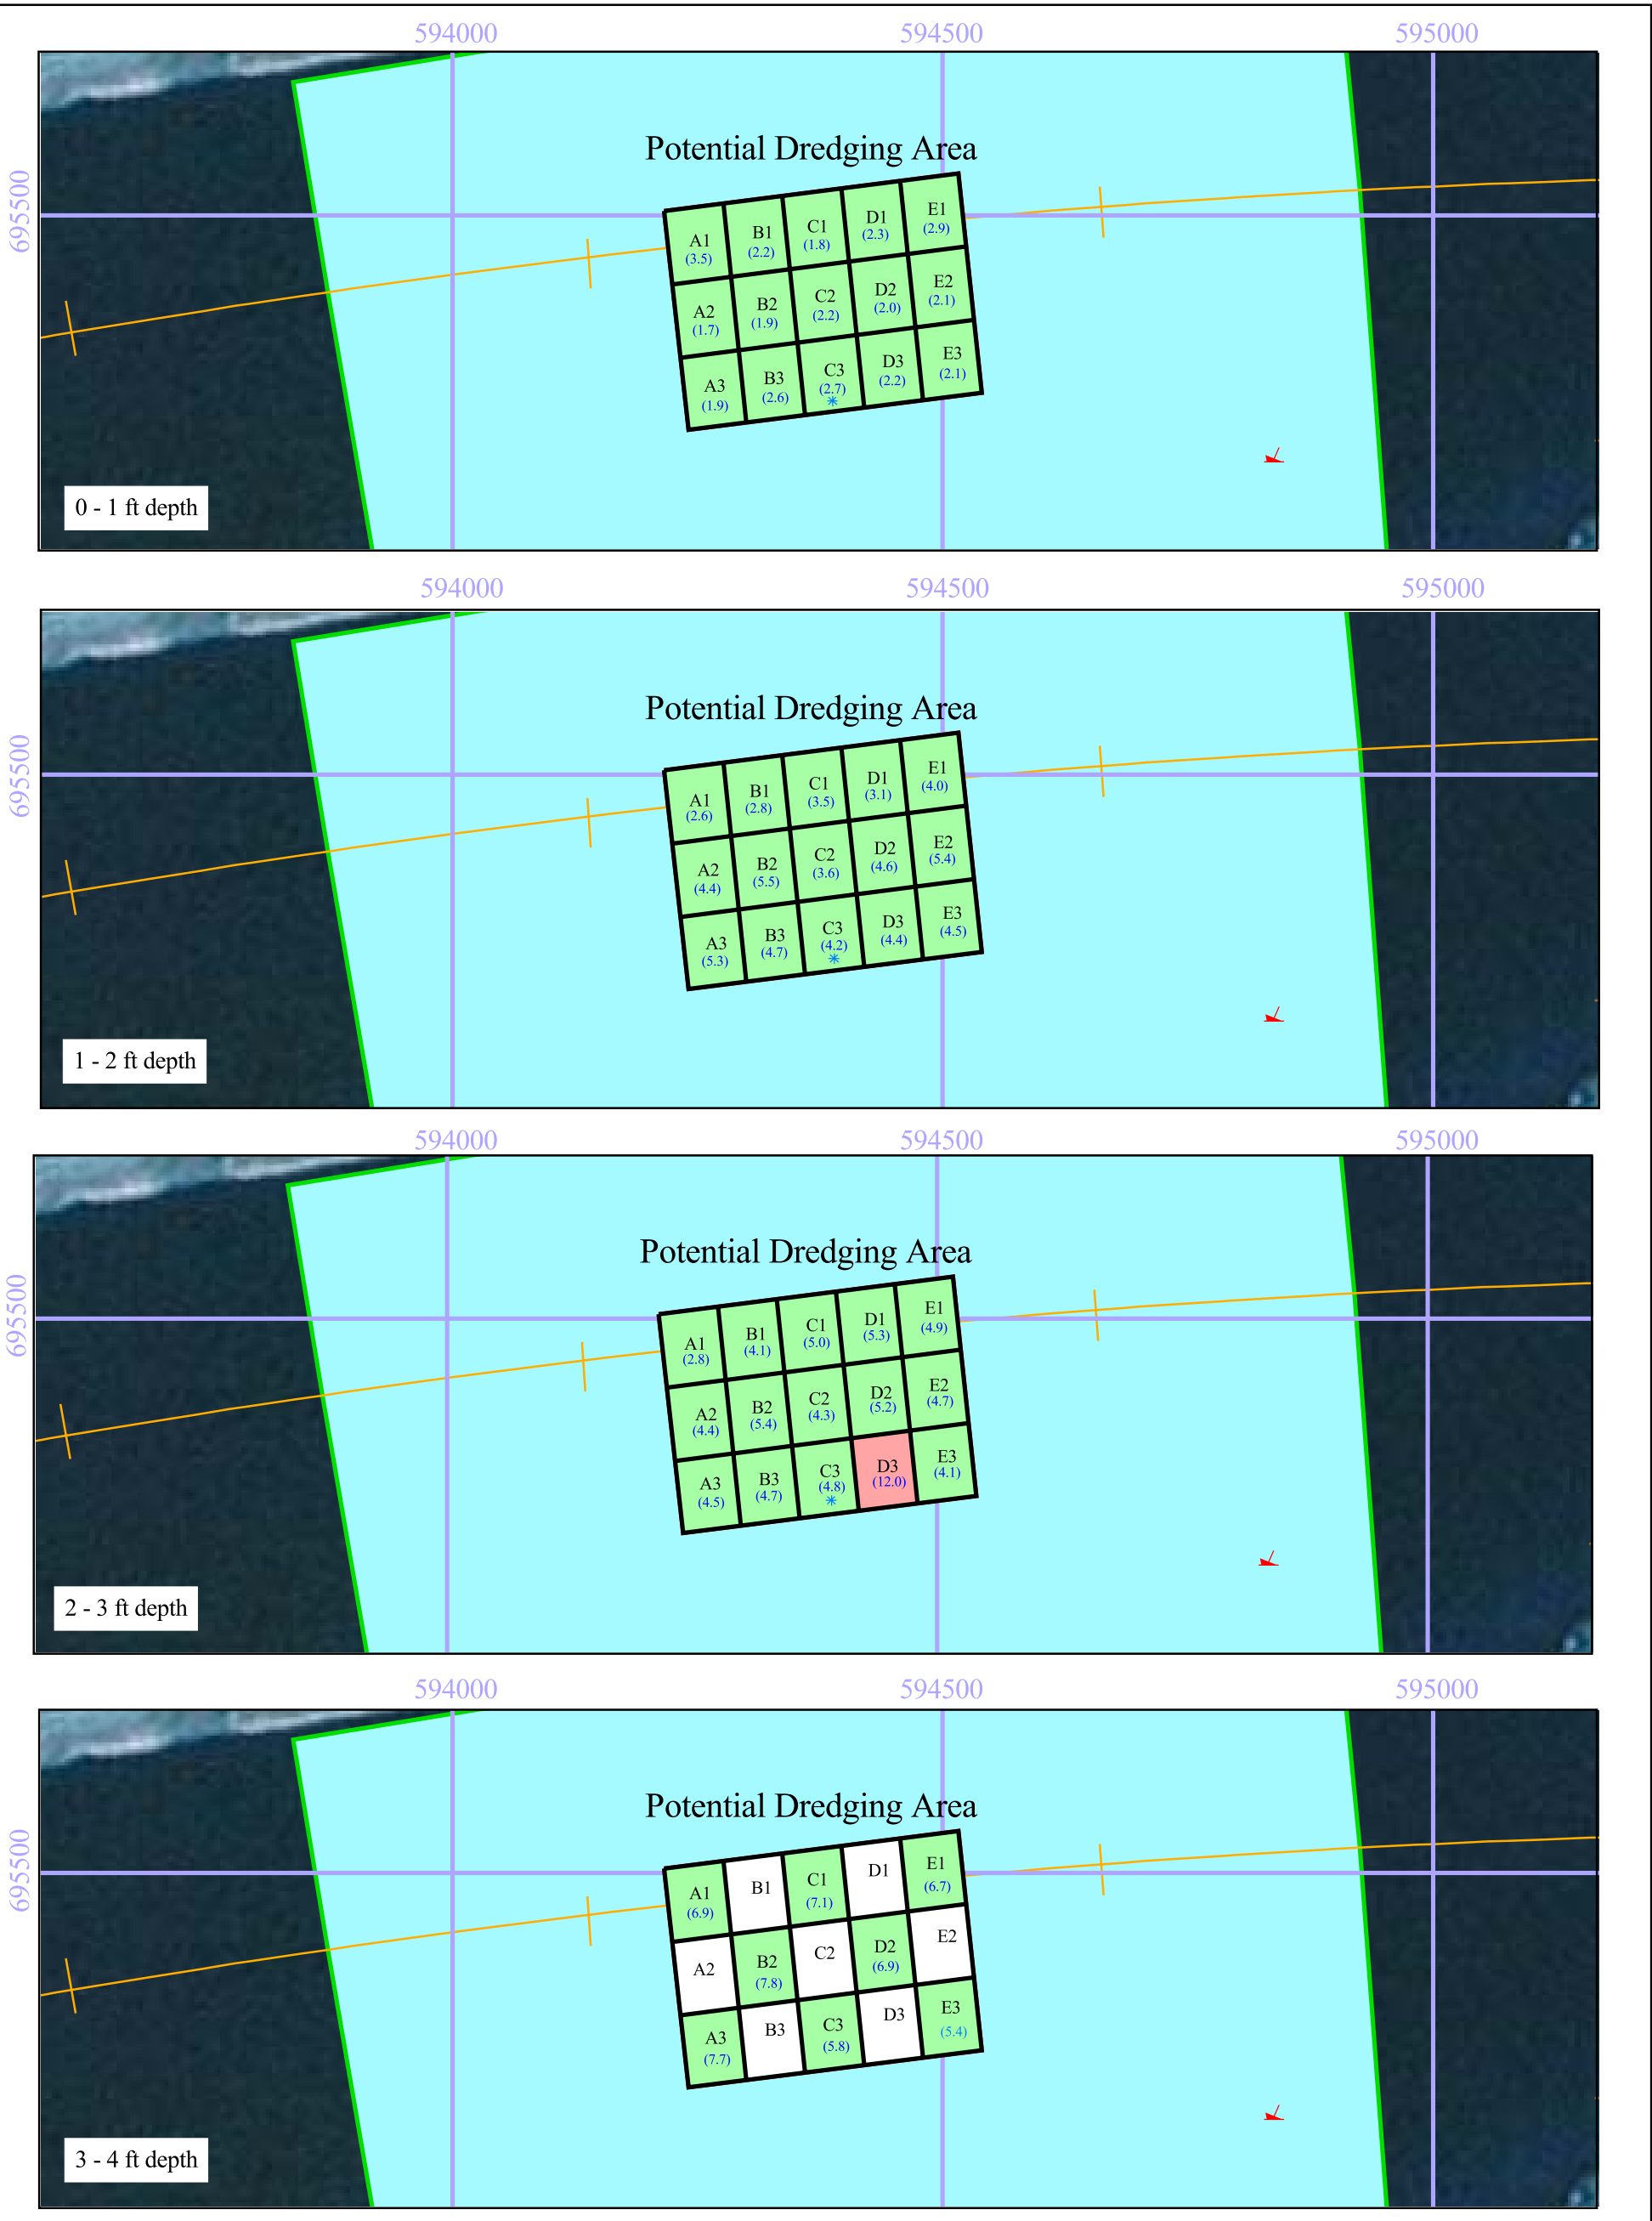 594000 594500 595000
695500
Potential Dredging Area
A1 B1 C1 D1 E1
(3.5) (2.2) (1.8) (2.3) (2.9)
A2 B2 C2 D2 E2
(1.7) (1.9) (2.2) (2.0) (2.1)
A3 B3 C3 D3 E3
(1.9) (2.6) (2.7) (2.2) (2.1)
*
0 - 1 ft depth
594000 594500 595000
695500
Potential Dredging Area
A1 B1 C1 D1 E1
(2.6) (2.8) (3.5) (3.1) (4.0)
A2 B2 C2 D2 E2
(4.4) (5.5) (3.6) (4.6) (5.4)
A3 B3 C3 D3 E3
(5.3) (4.7) (4.2) (4.4) (4.5)
*
1 - 2 ft depth
594000 594500 595000
695500
Potential Dredging Area
A1 B1 C1 D1 E1
(2.8) (4.1) (5.0) (5.3) (4.9)
A2 B2 C2 D2 E2
(4.4) (5.4) (4.3) (5.2) (4.7)
A3 B3 C3 D3 E3
(4.5) (4.7) (4.8) (12.0) (4.1)
*
2 - 3 ft depth
594000 594500 595000
695500
Potential Dredging Area
A1 B1 C1 D1 E1
(6.9) (7.1) (6.7)
A2 B2 C2 D2 E2
(7.8) (6.9)
A3 B3 C3 D3 E3
(7.7) (5.8) (5.4)
3 - 4 ft depth